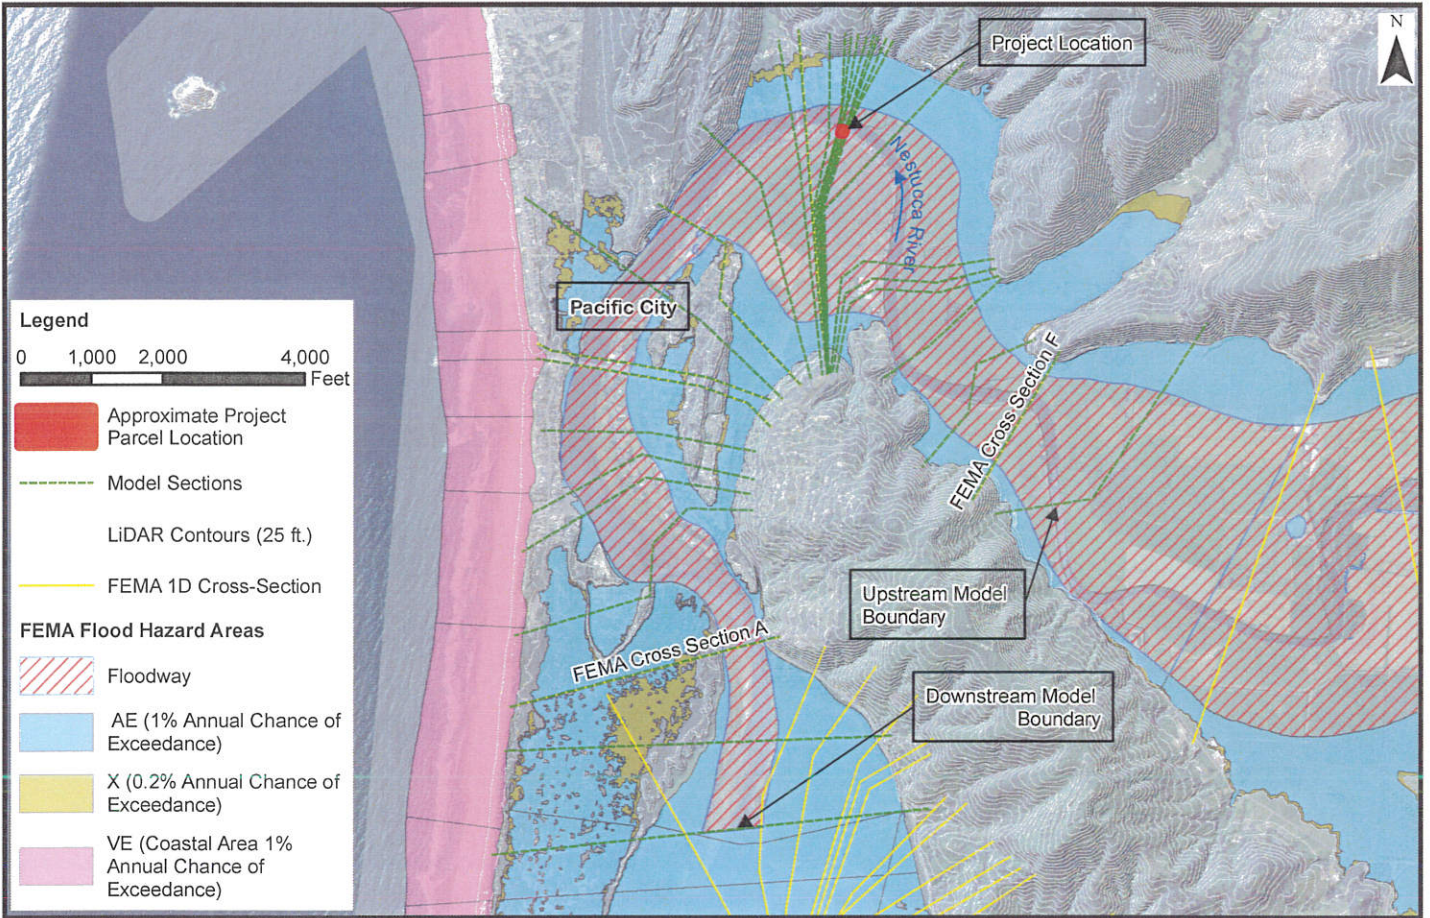 N
Project Location
Nestucca River
Pacific City
FEMA Cross Section F
Upstream Model
Boundary
FEMA Cross Section A
Downstream Model
Boundary
Legend
0 1,000 2,000 4,000
Feet
Approximate Project
Parcel Location
Model Sections
LiDAR Contours (25 ft.)
FEMA 1D Cross-Section
FEMA Flood Hazard Areas
Floodway
AE (1% Annual Chance of
Exceedance)
X (0.2% Annual Chance of
Exceedance)
VE (Coastal Area 1%
Annual Chance of
Exceedance)